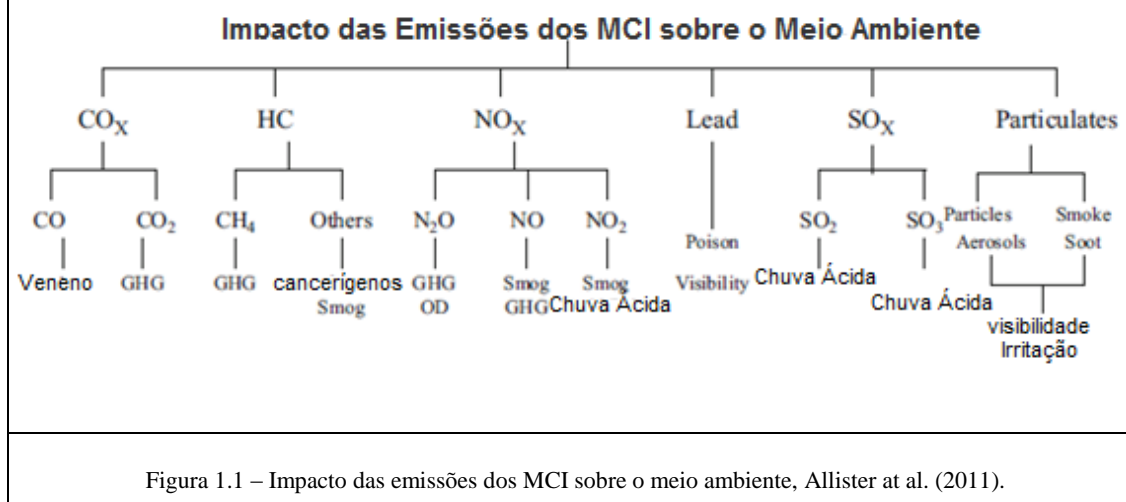 Impacto das Emissões dos MCI sobre o Meio Ambiente
COX HC NOX Lead SOX Particulates
CO CO2 CH4 Others N2O NO NO2 SO2 SO3 Particles Smoke
Aerosols Soot
Poison
Veneno GHG GHG cancerígenos GHG Smog Smog Visibility Chuva Ácida
Smog OD GHG Chuva Ácida Chuva Ácida
visibilidade
Irritação
Figura 1.1 – Impacto das emissões dos MCI sobre o meio ambiente, Allister at al. (2011).